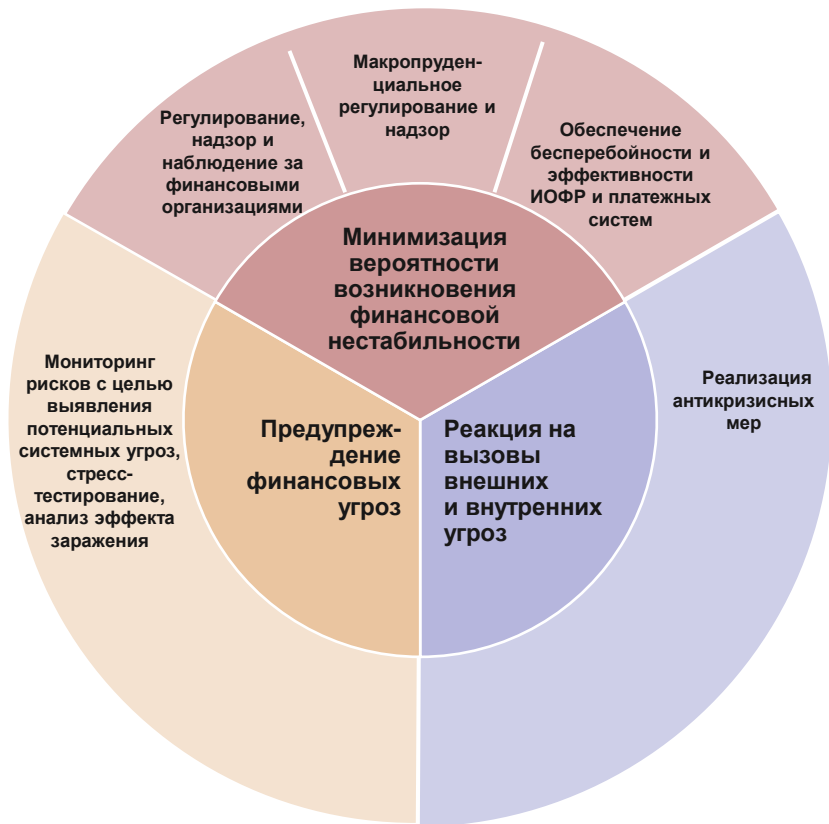 Макропруден-
циальное
регулирование и
надзор
Регулирование,
надзор и
наблюдение за
финансовыми
организациями
Обеспечение
бесперебойности и
эффективности
ИОФР и платежных
систем
Минимизация
вероятности
возникновения
финансовой
нестабильности
Мониторинг
рисков с целью
выявления
потенциальных
системных угроз,
стресс-
тестирование,
анализ эффекта
заражения
Предупреж-
дение
финансовых
угроз
Реакция на
вызовы
внешних
и внутренних
угроз
Реализация
антикризисных
мер